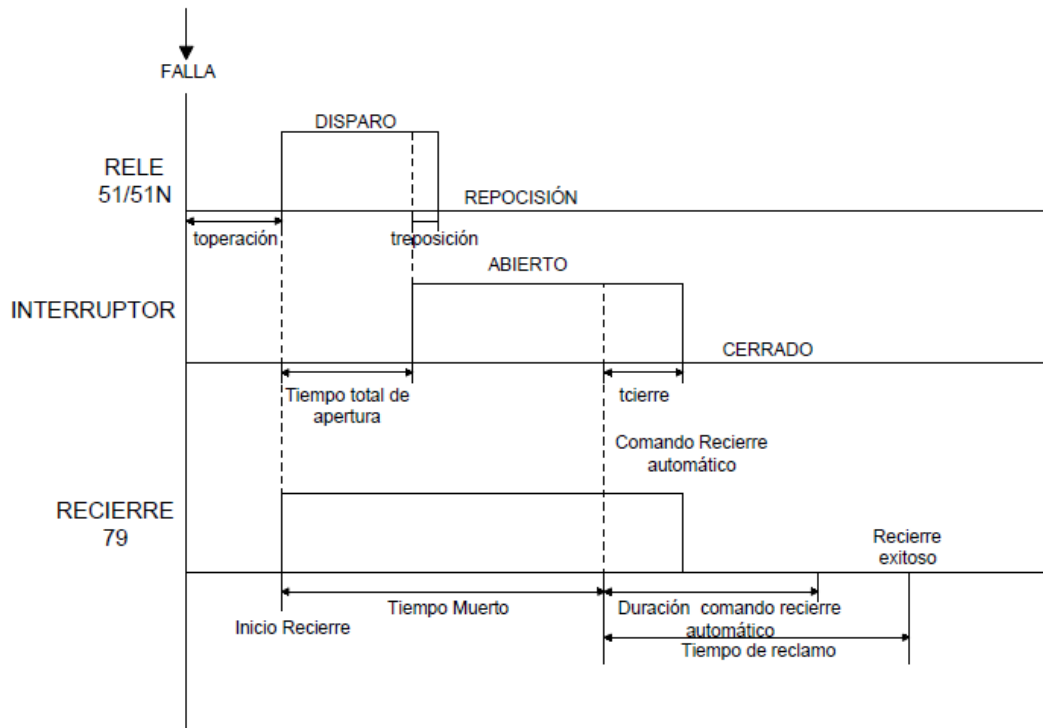 FALLA
DISPARO
RELE
51/51N
REPOCISIÓN
toperación
treposición
ABIERTO
INTERRUPTOR
CERRADO
Tiempo total de
apertura
tcierre
Comando Recierre
automático
RECIERRE
79
Recierre
exitoso
Tiempo Muerto
Duración comando recierre
automático
Inicio Recierre
Tiempo de reclamo